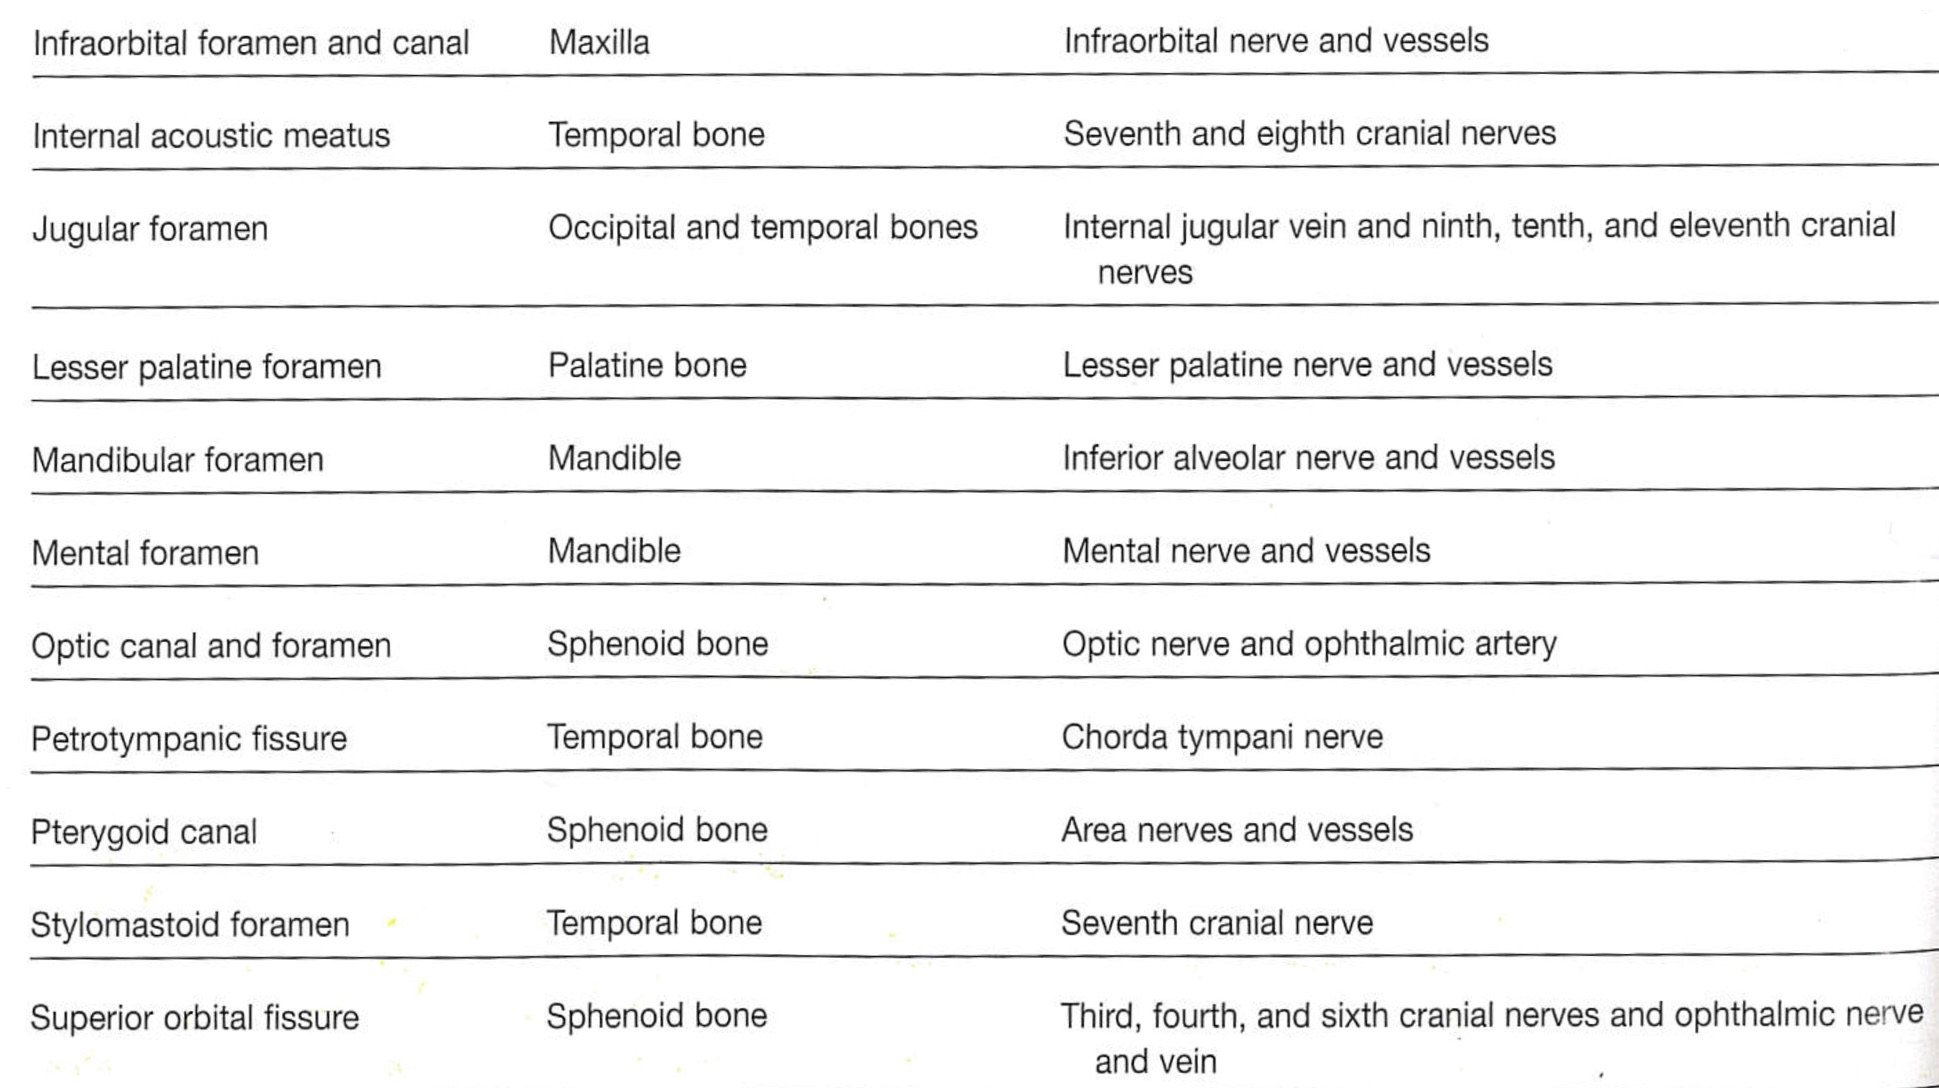 Infraorbital foramen and canal Maxilla Infraorbital nerve and vessels
Internal acoustic meatus Temporal bone Seventh and eighth cranial nerves
Jugular foramen Occipital and temporal bones Internal jugular vein and ninth, tenth, and eleventh cranial
nerves
Lesser palatine foramen Palatine bone Lesser palatine nerve and vessels
Mandibular foramen Mandible Inferior alveolar nerve and vessels
Mental foramen Mandible Mental nerve and vessels
Optic canal and foramen Sphenoid bone Optic nerve and ophthalmic artery
Petrotympanic fissure Temporal bone Chorda tympani nerve
Pterygoid canal Sphenoid bone Area nerves and vessels
Stylomastoid foramen Temporal bone Seventh cranial nerve
Superior orbital fissure Sphenoid bone Third, fourth, and sixth cranial nerves and ophthalmic nerve
and vein